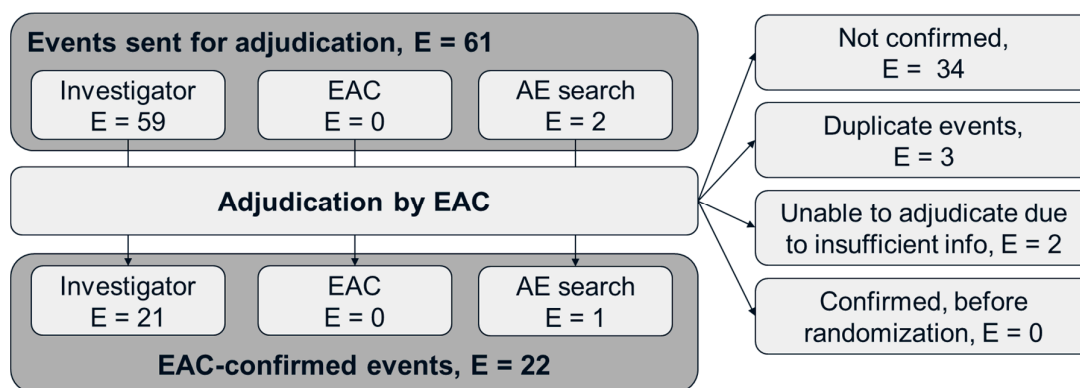 Events sent for adjudication, E = 61
Investigator
E = 59
EAC
E = 0
AE search
E = 2
Adjudication by EAC
Investigator
E = 21
EAC
E = 0
AE search
E = 1
EAC-confirmed events, E = 22
Not confirmed,
E = 34
Duplicate events,
E = 3
Unable to adjudicate due
to insufficient info, E = 2
Confirmed, before
randomization, E = 0